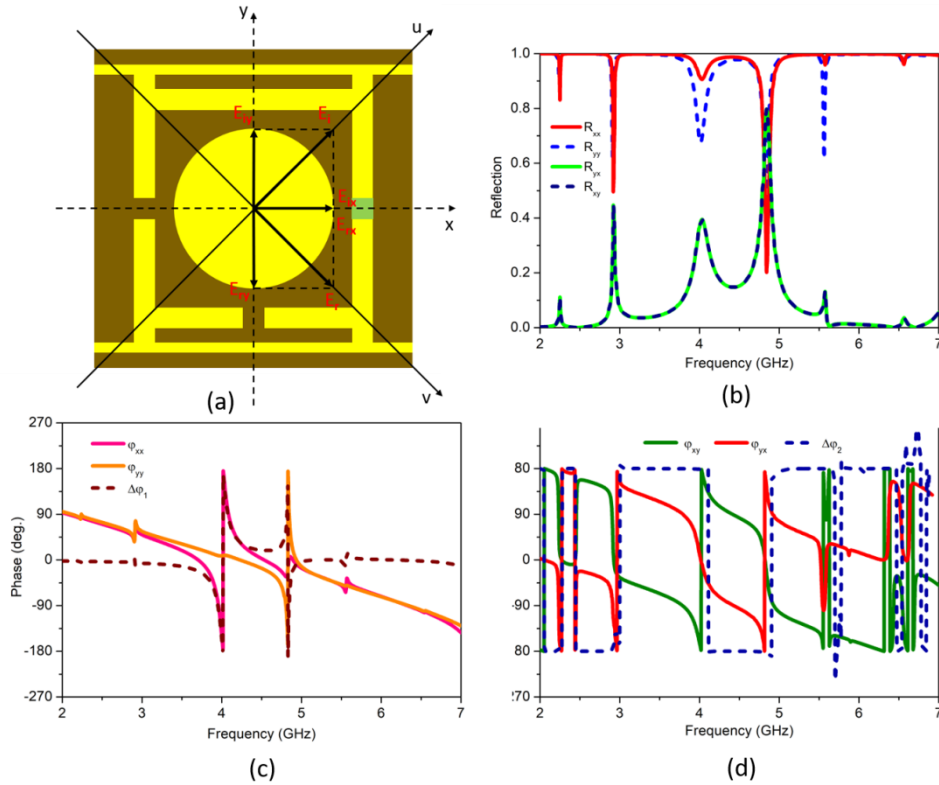 y
u
E_iy
E_i
E_ix
x
E_rx
E_ry
E_r
v
(a)
1.0
0.8
0.6
0.4
0.2
0.0
Reflection
R_xx
R_yy
R_yx
R_xy
2 3 4 5 6 7
Frequency (GHz)
(b)
270
180
90
0
-90
-180
-270
Phase (deg.)
φ_xx
φ_yy
Δφ_1
2 3 4 5 6 7
Frequency (GHz)
(c)
φ_xy φ_yx Δφ_2
80
90
0
90
80
270
2 3 4 5 6 7
Frequency (GHz)
(d)